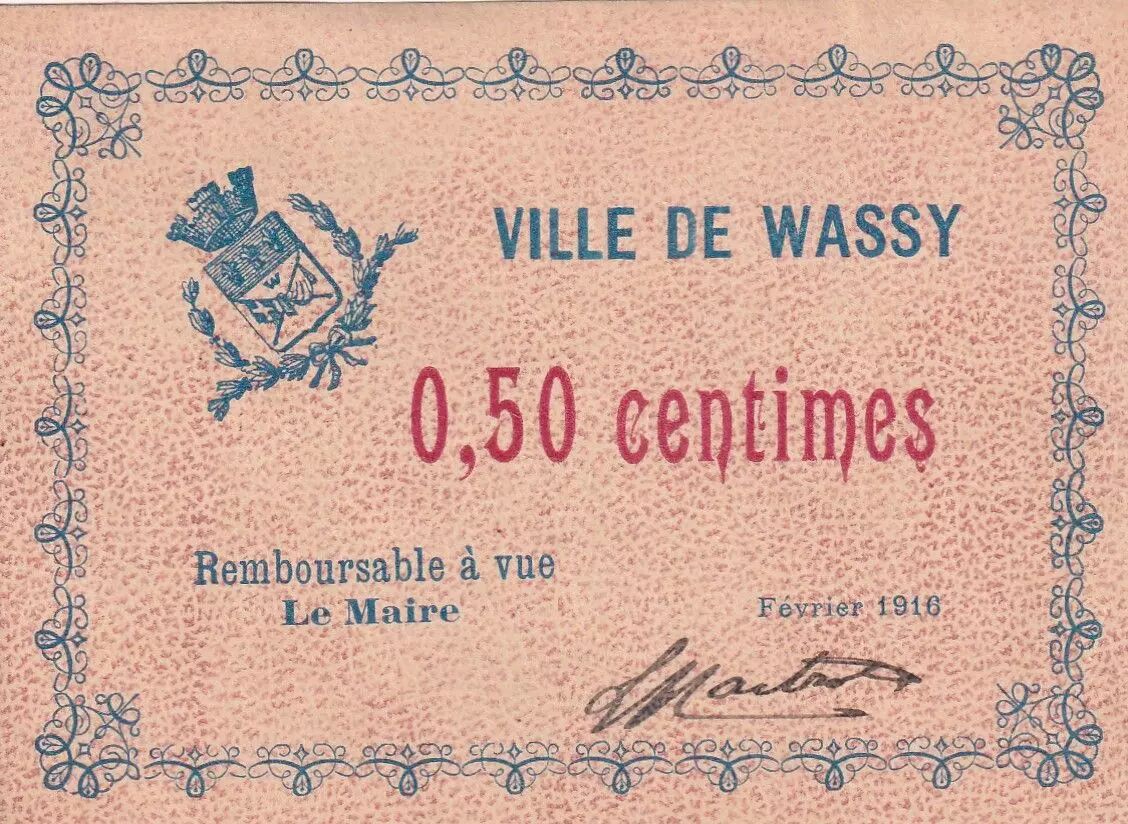 VILLE DE WASSY
0,50 centimes
Remboursable à vue
Le Maire
Février 1916